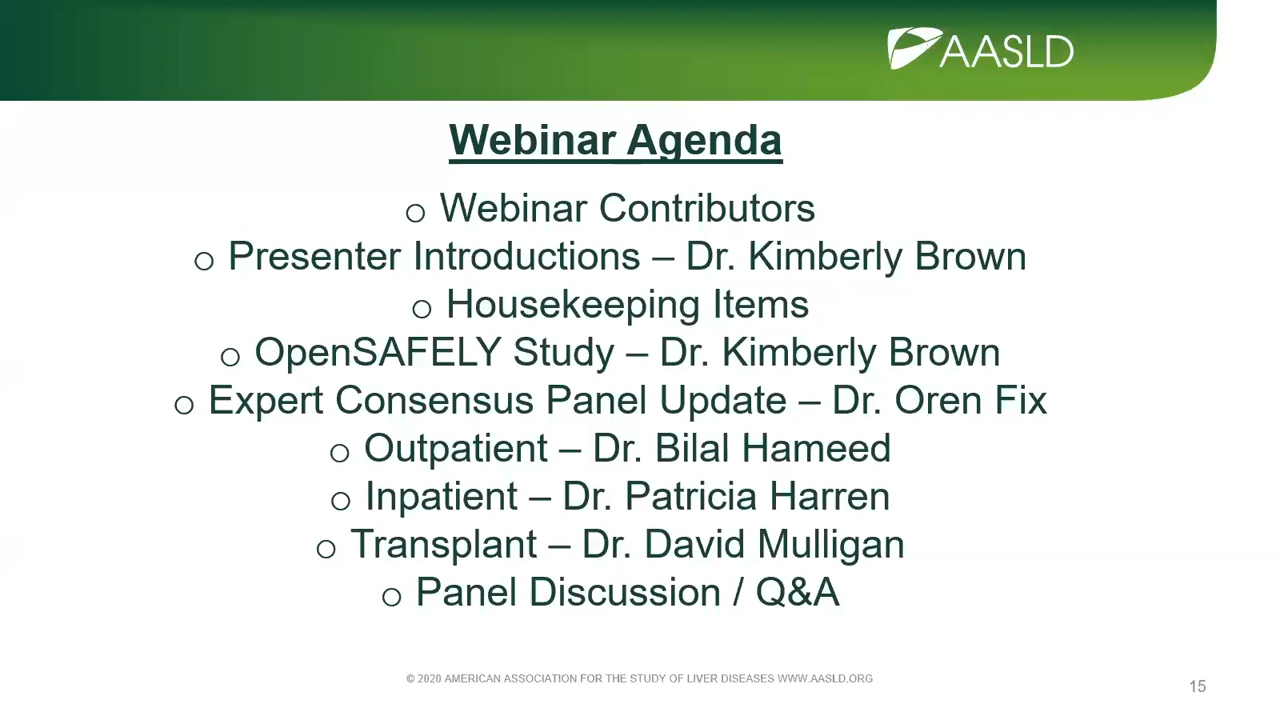 AASLD
Webinar Agenda
o Webinar Contributors
o Presenter Introductions – Dr. Kimberly Brown
o Housekeeping Items
o OpenSAFELY Study – Dr. Kimberly Brown
o Expert Consensus Panel Update – Dr. Oren Fix
o Outpatient – Dr. Bilal Hameed
o Inpatient – Dr. Patricia Harren
o Transplant – Dr. David Mulligan
o Panel Discussion / Q&A
© 2020 AMERICAN ASSOCIATION FOR THE STUDY OF LIVER DISEASES WWW.AASLD.ORG
15